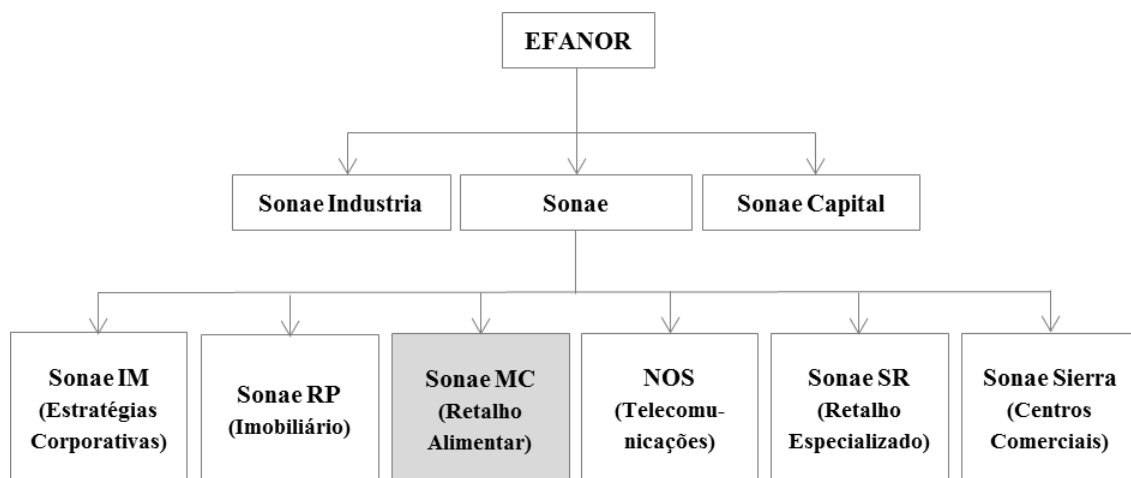 EFANOR
Sonae Industria
Sonae
Sonae Capital
Sonae IM
(Estratégias
Corporativas)
Sonae RP
(Imobiliário)
Sonae MC
(Retalho
Alimentar)
NOS
(Telecomu-
nicações)
Sonae SR
(Retalho
Especializado)
Sonae Sierra
(Centros
Comerciais)